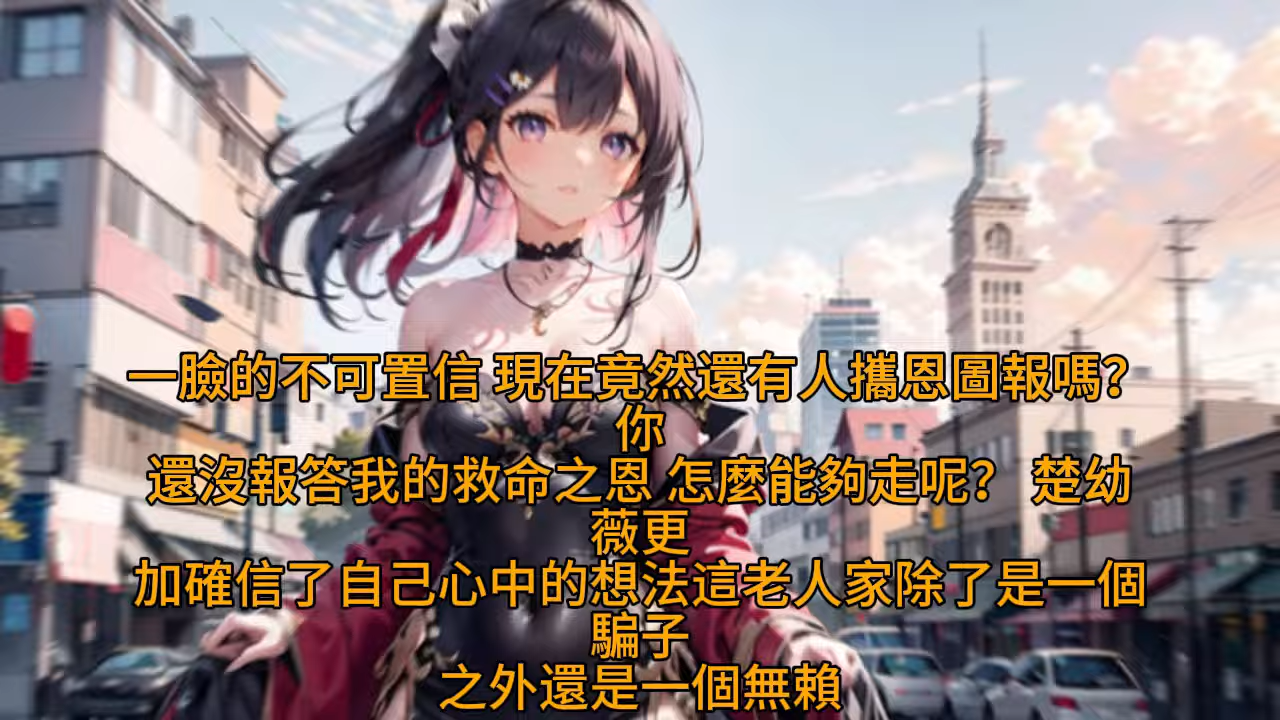 一臉的不可置信 現在竟然還有人攜恩圖報嗎？
你
還沒報答我的救命之恩 怎麼能夠走呢？ 楚幼
薇更
加確信了自己心中的想法這老人家除了是一個
騙子
之外還是一個無賴